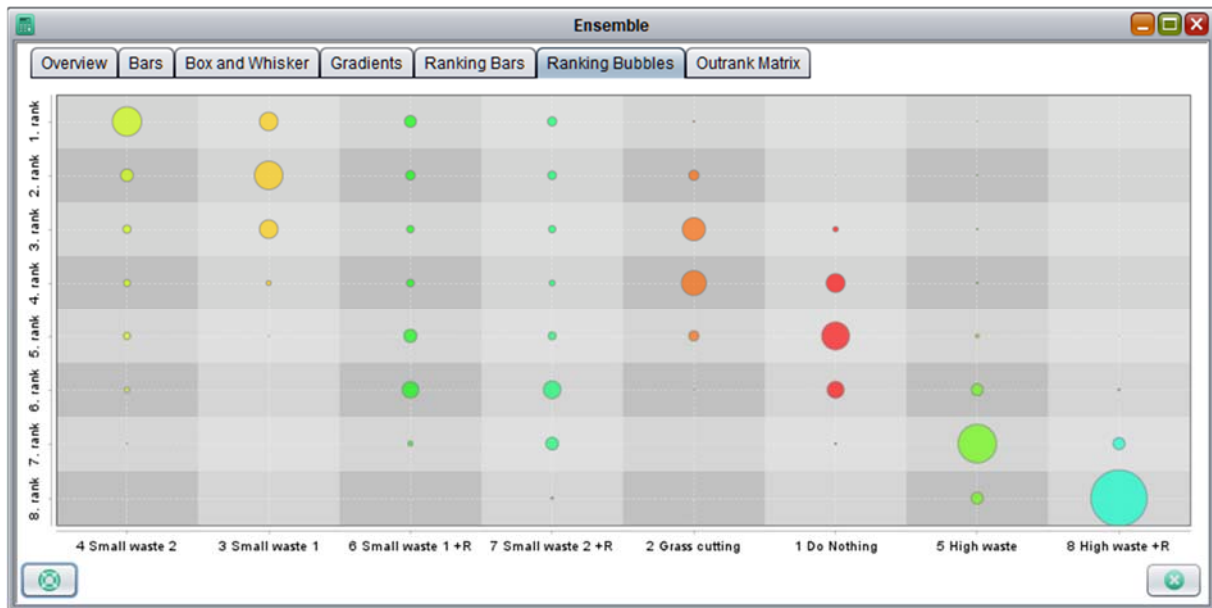 Ensemble
Overview Bars Box and Whisker Gradients Ranking Bars Ranking Bubbles Outrank Matrix
1. rank
2. rank
3. rank
4. rank
5. rank
6. rank
7. rank
8. rank
4 Small waste 2 3 Small waste 1 6 Small waste 1 +R 7 Small waste 2 +R 2 Grass cutting 1 Do Nothing 5 High waste 8 High waste +R